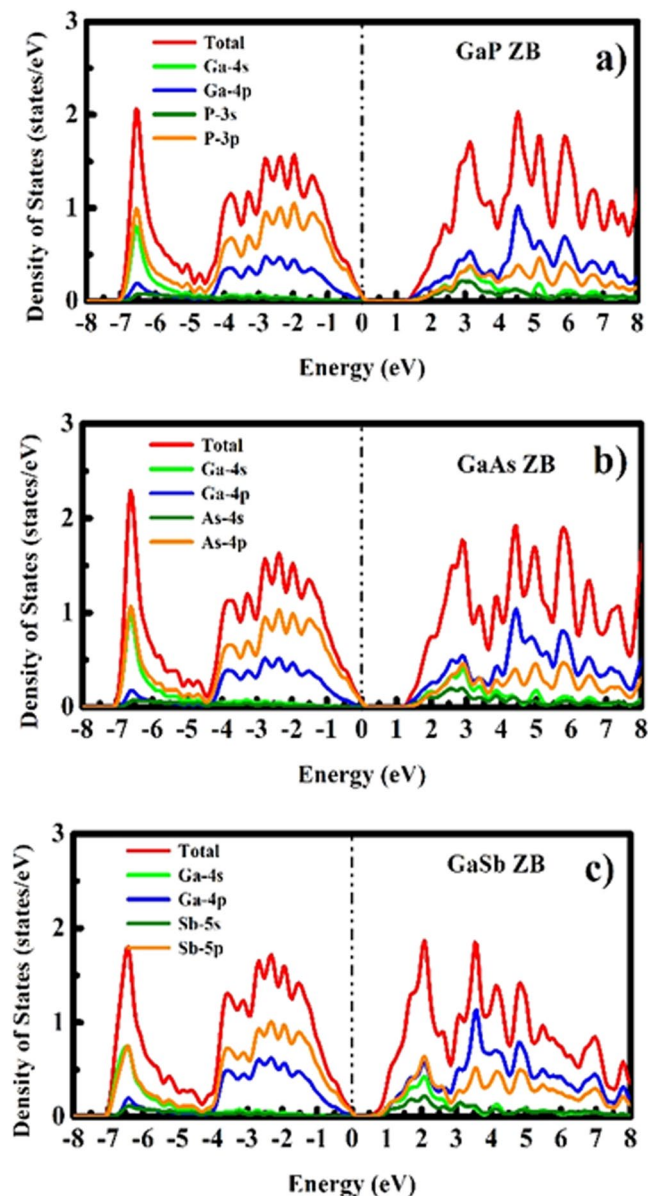 3
2
1
0
Density of States (states/eV)
Total
Ga-4s
Ga-4p
P-3s
P-3p
GaP ZB
a)
-8 -7 -6 -5 -4 -3 -2 -1 0 1 2 3 4 5 6 7 8
Energy (eV)
3
2
1
0
Density of States (states/eV)
Total
Ga-4s
Ga-4p
As-4s
As-4p
GaAs ZB
b)
-8 -7 -6 -5 -4 -3 -2 -1 0 1 2 3 4 5 6 7 8
Energy (eV)
3
2
1
0
Density of States (states/eV)
Total
Ga-4s
Ga-4p
Sb-5s
Sb-5p
GaSb ZB
c)
-8 -7 -6 -5 -4 -3 -2 -1 0 1 2 3 4 5 6 7 8
Energy (eV)